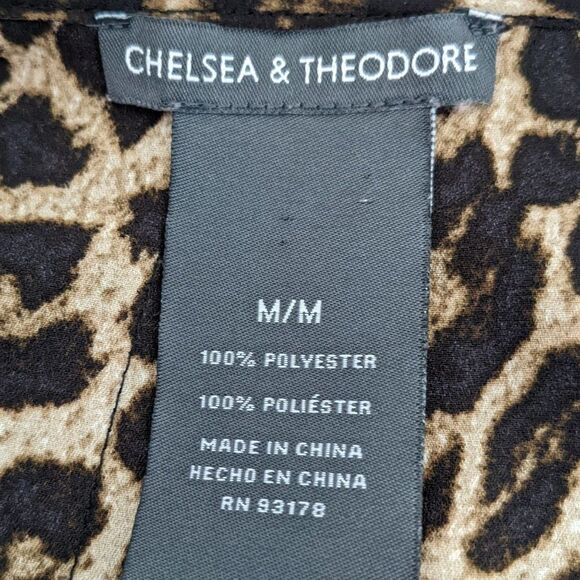 CHELSEA & THEODORE
M/M
100% POLYESTER
100% POLIÉSTER
MADE IN CHINA
HECHO EN CHINA
RN 93178